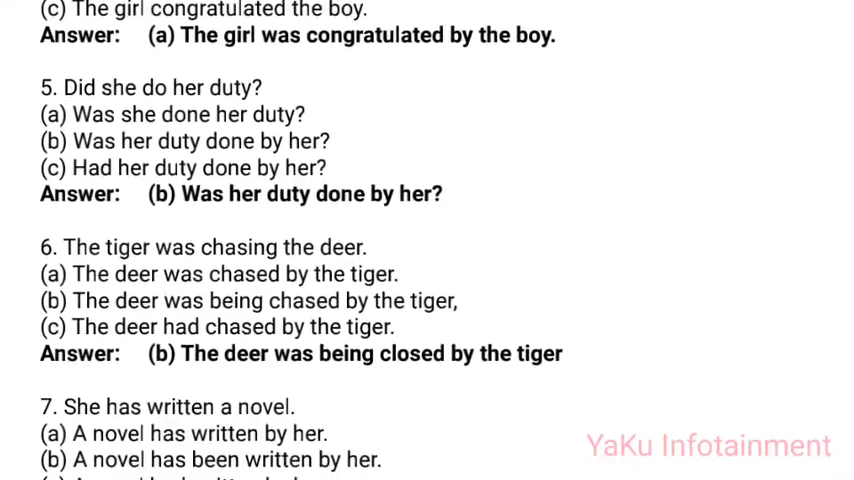 (c) The girl congratulated the boy.
Answer: (a) The girl was congratulated by the boy.
5. Did she do her duty?
(a) Was she done her duty?
(b) Was her duty done by her?
(c) Had her duty done by her?
Answer: (b) Was her duty done by her?
6. The tiger was chasing the deer.
(a) The deer was chased by the tiger.
(b) The deer was being chased by the tiger,
(c) The deer had chased by the tiger.
Answer: (b) The deer was being closed by the tiger
7. She has written a novel.
(a) A novel has written by her.
YaKu Infotainment
(b) A novel has been written by her.